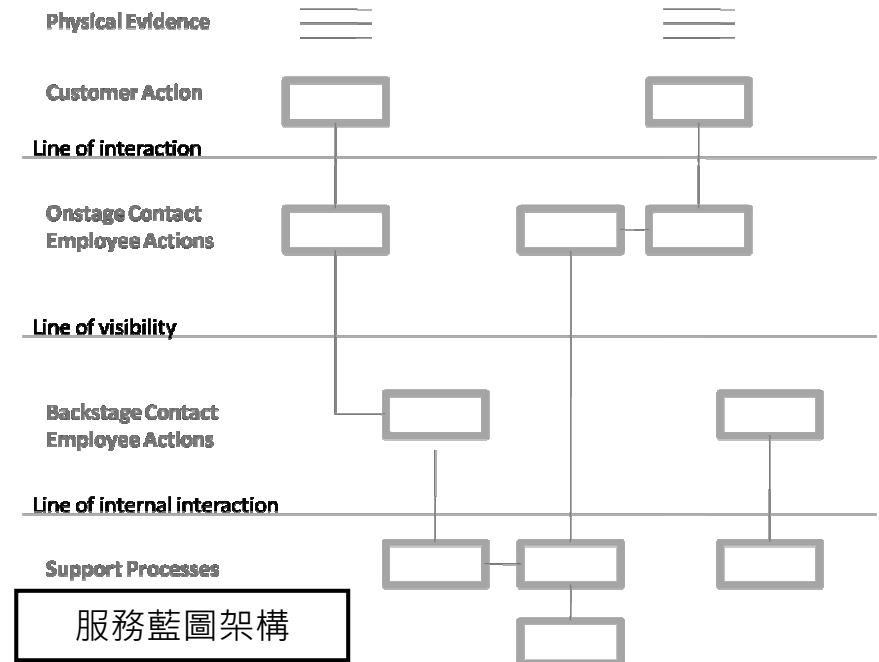 Physical Evidence
Customer Action
Line of interaction
Onstage Contact
Employee Actions
Line of visibility
Backstage Contact
Employee Actions
Line of internal interaction
Support Processes
服務藍圖架構